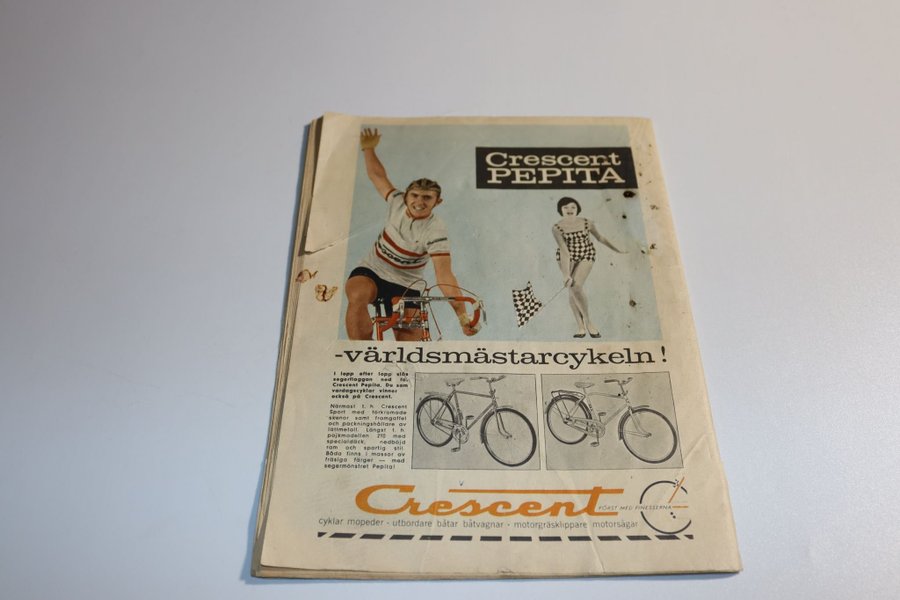 Crescent
PEPITA
-världsmästarcykeln!
I lopp efter lopp slås
segerflaggan ned för
Crescent Pepita. Du som
vardagscyklar vinner
också på Crescent.
Närmast t. h. Crescent
Sport med förkromade
skenor samt framgaffel
och packningshållare av
lättmetall. Längst t. h.
pojkmodellen 210 med
specialdäck, nedböjd
ram och sportig stil.
Båda finns i massor av
fräsiga färger — med
segermönstret Pepita!
Crescent
FÖRST MED FINESSERNA
cyklar mopeder · utbordare båtar båtvagnar · motorgräsklippare motorsågar